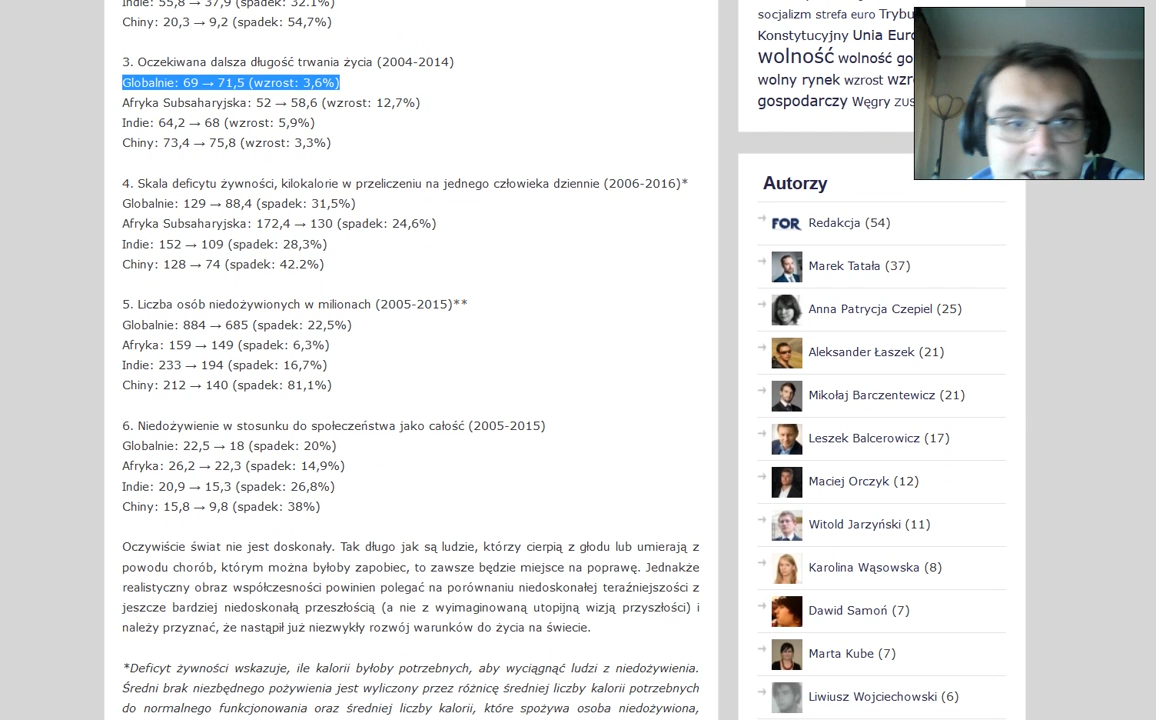 Indie: 55,8 → 37,9 (spadek: 32.1%)
Chiny: 20,3 → 9,2 (spadek: 54,7%)
3. Oczekiwana dalsza długość trwania życia (2004-2014)
Globalnie: 69 → 71,5 (wzrost: 3,6%)
Afryka Subsaharyjska: 52 → 58,6 (wzrost: 12,7%)
Indie: 64,2 → 68 (wzrost: 5,9%)
Chiny: 73,4 → 75,8 (wzrost: 3,3%)
4. Skala deficytu żywności, kilokalorie w przeliczeniu na jednego człowieka dziennie (2006-2016)*
Globalnie: 129 → 88,4 (spadek: 31,5%)
Afryka Subsaharyjska: 172,4 → 130 (spadek: 24,6%)
Indie: 152 → 109 (spadek: 28,3%)
Chiny: 128 → 74 (spadek: 42.2%)
5. Liczba osób niedożywionych w milionach (2005-2015)**
Globalnie: 884 → 685 (spadek: 22,5%)
Afryka: 159 → 149 (spadek: 6,3%)
Indie: 233 → 194 (spadek: 16,7%)
Chiny: 212 → 140 (spadek: 81,1%)
6. Niedożywienie w stosunku do społeczeństwa jako całość (2005-2015)
Globalnie: 22,5 → 18 (spadek: 20%)
Afryka: 26,2 → 22,3 (spadek: 14,9%)
Indie: 20,9 → 15,3 (spadek: 26,8%)
Chiny: 15,8 → 9,8 (spadek: 38%)
Oczywiście świat nie jest doskonały. Tak długo jak są ludzie, którzy cierpią z głodu lub umierają z
powodu chorób, którym można byłoby zapobiec, to zawsze będzie miejsce na poprawę. Jednakże
realistyczny obraz współczesności powinien polegać na porównaniu niedoskonałej teraźniejszości z
jeszcze bardziej niedoskonałą przeszłością (a nie z wyimaginowaną utopijną wizją przyszłości) i
należy przyznać, że nastąpił już niezwykły rozwój warunków do życia na świecie.
*Deficyt żywności wskazuje, ile kalorii byłoby potrzebnych, aby wyciągnąć ludzi z niedożywienia.
Średni brak niezbędnego pożywienia jest wyliczony przez różnicę średniej liczby kalorii potrzebnych
do normalnego funkcjonowania oraz średniej liczby kalorii, które spożywa osoba niedożywiona,
socjalizm strefa euro Trybu
Konstytucyjny Unia Euro
wolność wolność go
wolny rynek wzrost wzro
gospodarczy Węgry ZUS
Autorzy
FOR Redakcja (54)
Marek Tatała (37)
Anna Patrycja Czepiel (25)
Aleksander Łaszek (21)
Mikołaj Barczentewicz (21)
Leszek Balcerowicz (17)
Maciej Orczyk (12)
Witold Jarzyński (11)
Karolina Wąsowska (8)
Dawid Samoń (7)
Marta Kube (7)
Liwiusz Wojciechowski (6)